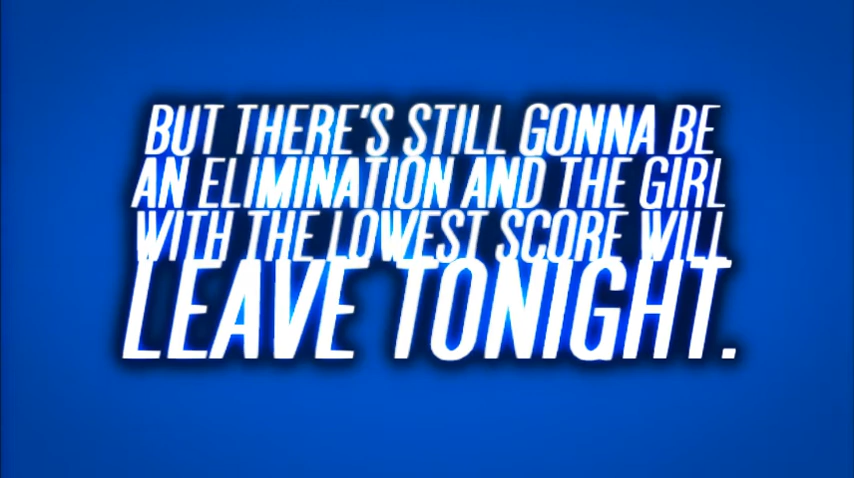 BUT THERE'S STILL GONNA BE
AN ELIMINATION AND THE GIRL
WITH THE LOWEST SCORE WILL
LEAVE TONIGHT.